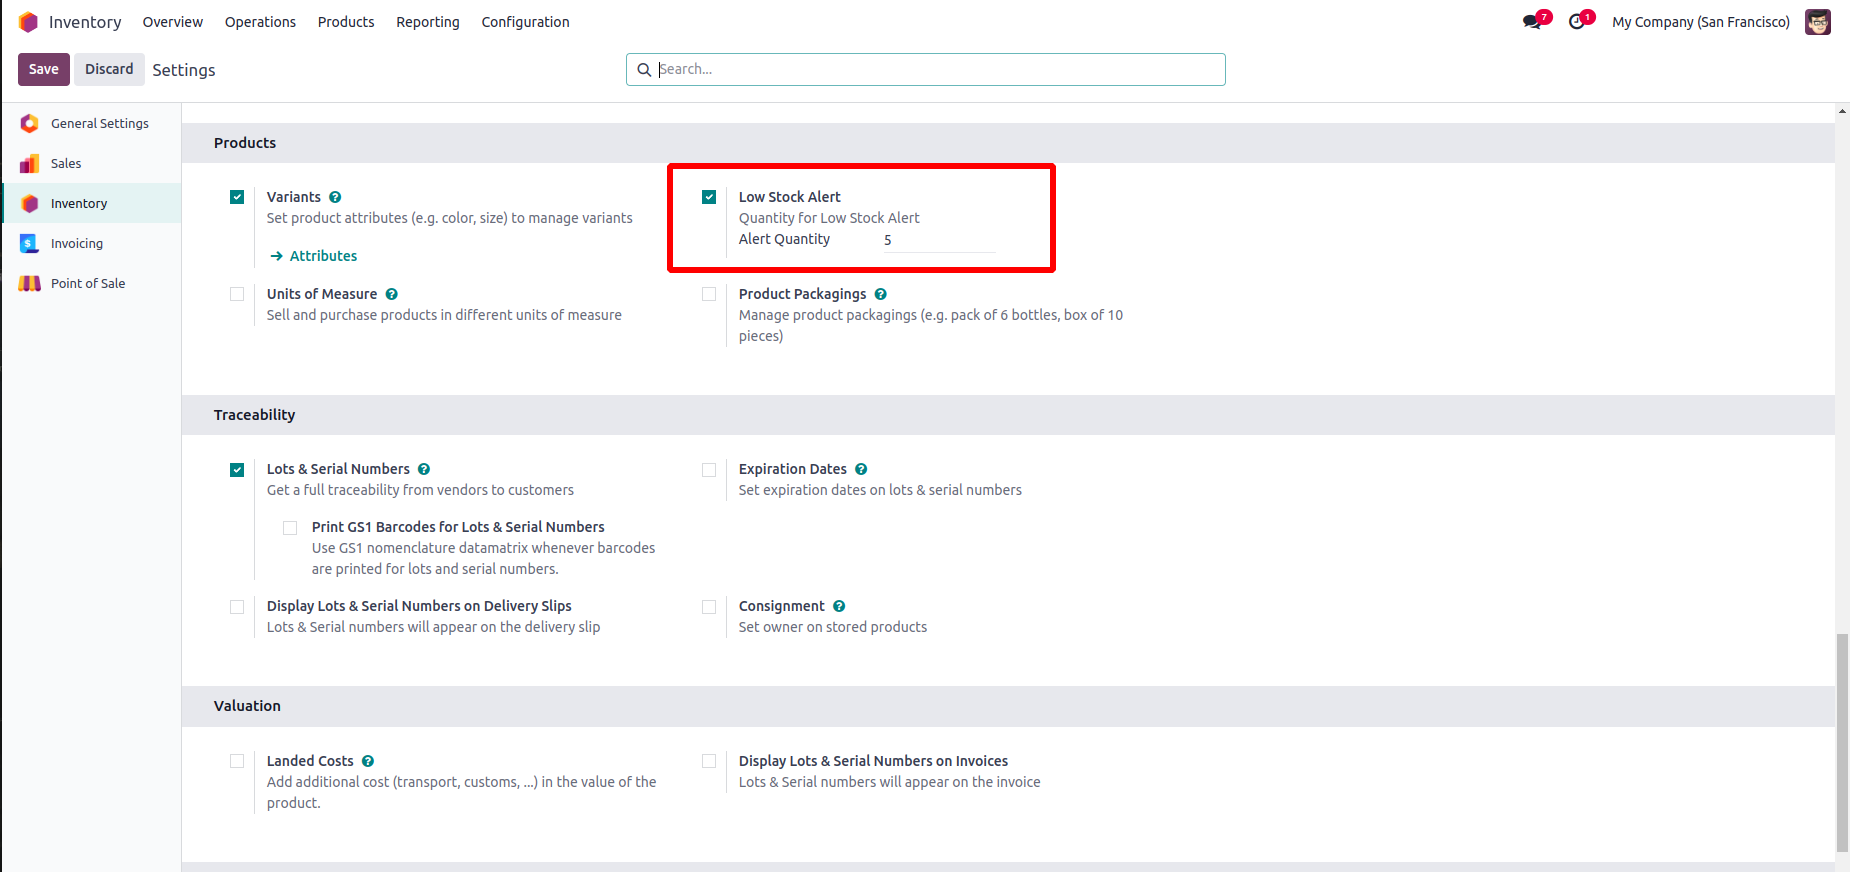 Inventory Overview Operations Products Reporting Configuration 7 1 My Company (San Francisco)
Save Discard Settings Search...
General Settings
Sales
Inventory
Invoicing
Point of Sale
Products
Variants ?
Set product attributes (e.g. color, size) to manage variants
→ Attributes
Low Stock Alert
Quantity for Low Stock Alert
Alert Quantity 5
Units of Measure ?
Sell and purchase products in different units of measure
Product Packagings ?
Manage product packagings (e.g. pack of 6 bottles, box of 10
pieces)
Traceability
Lots & Serial Numbers ?
Get a full traceability from vendors to customers
Print GS1 Barcodes for Lots & Serial Numbers
Use GS1 nomenclature datamatrix whenever barcodes
are printed for lots and serial numbers.
Expiration Dates ?
Set expiration dates on lots & serial numbers
Display Lots & Serial Numbers on Delivery Slips
Lots & Serial numbers will appear on the delivery slip
Consignment ?
Set owner on stored products
Valuation
Landed Costs ?
Add additional cost (transport, customs, ...) in the value of the
product.
Display Lots & Serial Numbers on Invoices
Lots & Serial numbers will appear on the invoice